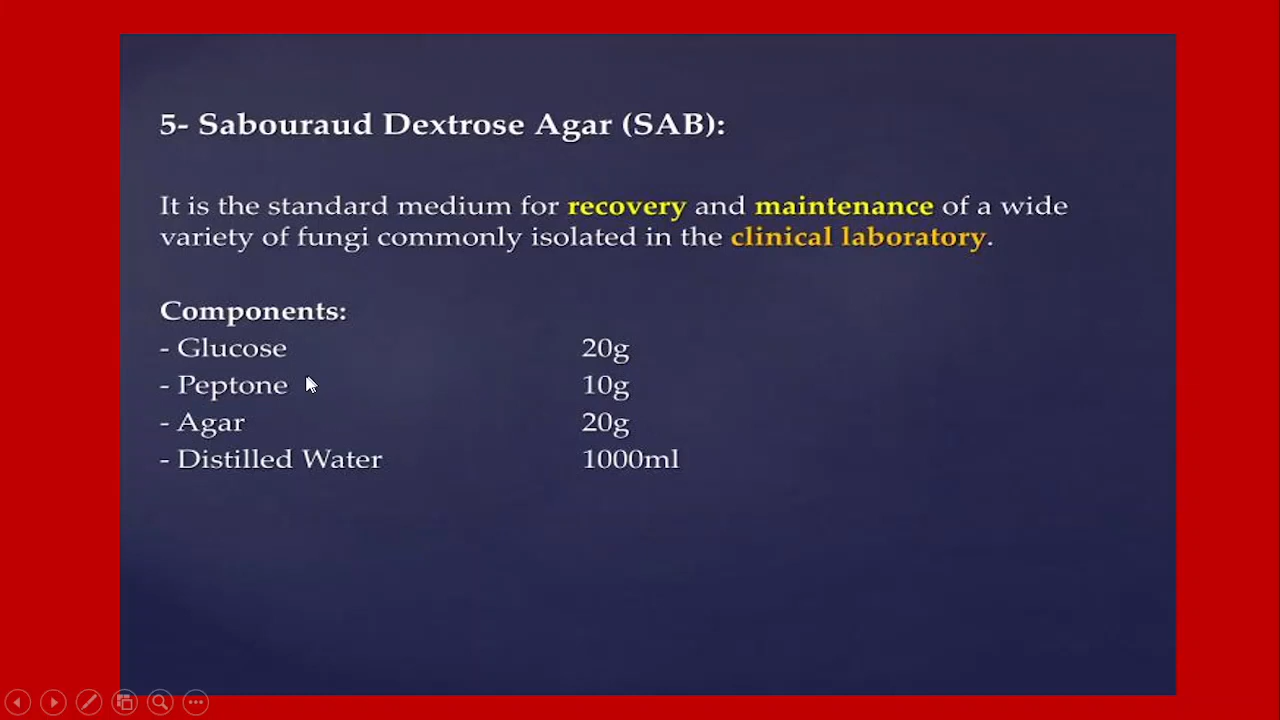 5- Sabouraud Dextrose Agar (SAB):
It is the standard medium for recovery and maintenance of a wide
variety of fungi commonly isolated in the clinical laboratory.
Components:
- Glucose 20g
- Peptone 10g
- Agar 20g
- Distilled Water 1000ml